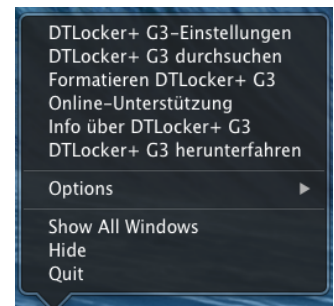 DTLocker+ G3-Einstellungen
DTLocker+ G3 durchsuchen
Formatieren DTLocker+ G3
Online-Unterstützung
Info über DTLocker+ G3
DTLocker+ G3 herunterfahren
Options
Show All Windows
Hide
Quit